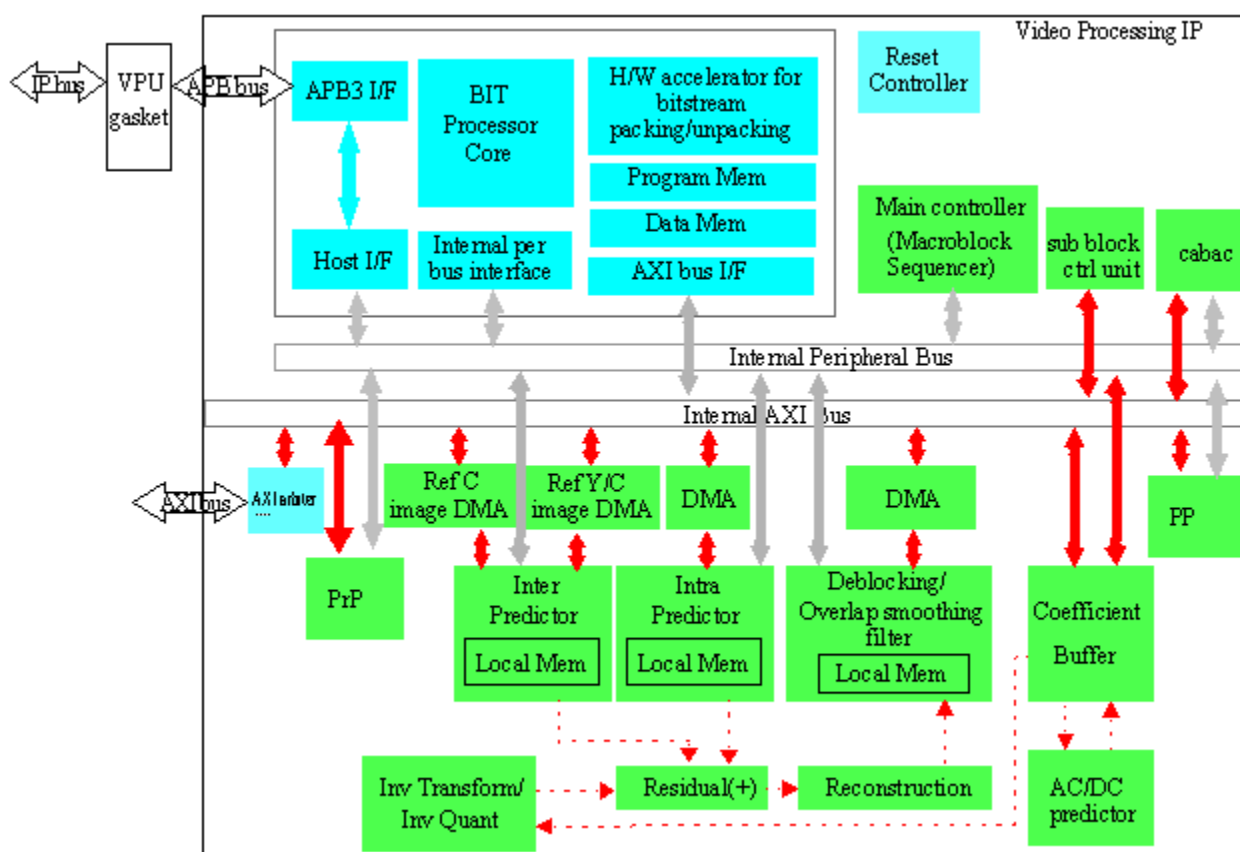 Video Processing IP
IP bus
VPU
gasket
APB bus
APB3 I/F
BIT
Processor
Core
H/W accelerator for
bitstream
packing/unpacking
Reset
Controller
Program Mem
Data Mem
Host I/F
Internal per
bus interface
AXI bus I/F
Main controller
(Macroblock
Sequencer)
sub block
ctrl unit
cabac
Internal Peripheral Bus
Internal AXI Bus
AXI bus
AXI
Ref C
image DMA
Ref Y/C
image DMA
DMA
DMA
PP
PrP
Inter
Predictor
Local Mem
Intra
Predictor
Local Mem
Deblocking/
Overlap smoothing
filter
Local Mem
Coefficient
Buffer
Inv Transform/
Inv Quant
Residual(+)
Reconstruction
AC/DC
predictor